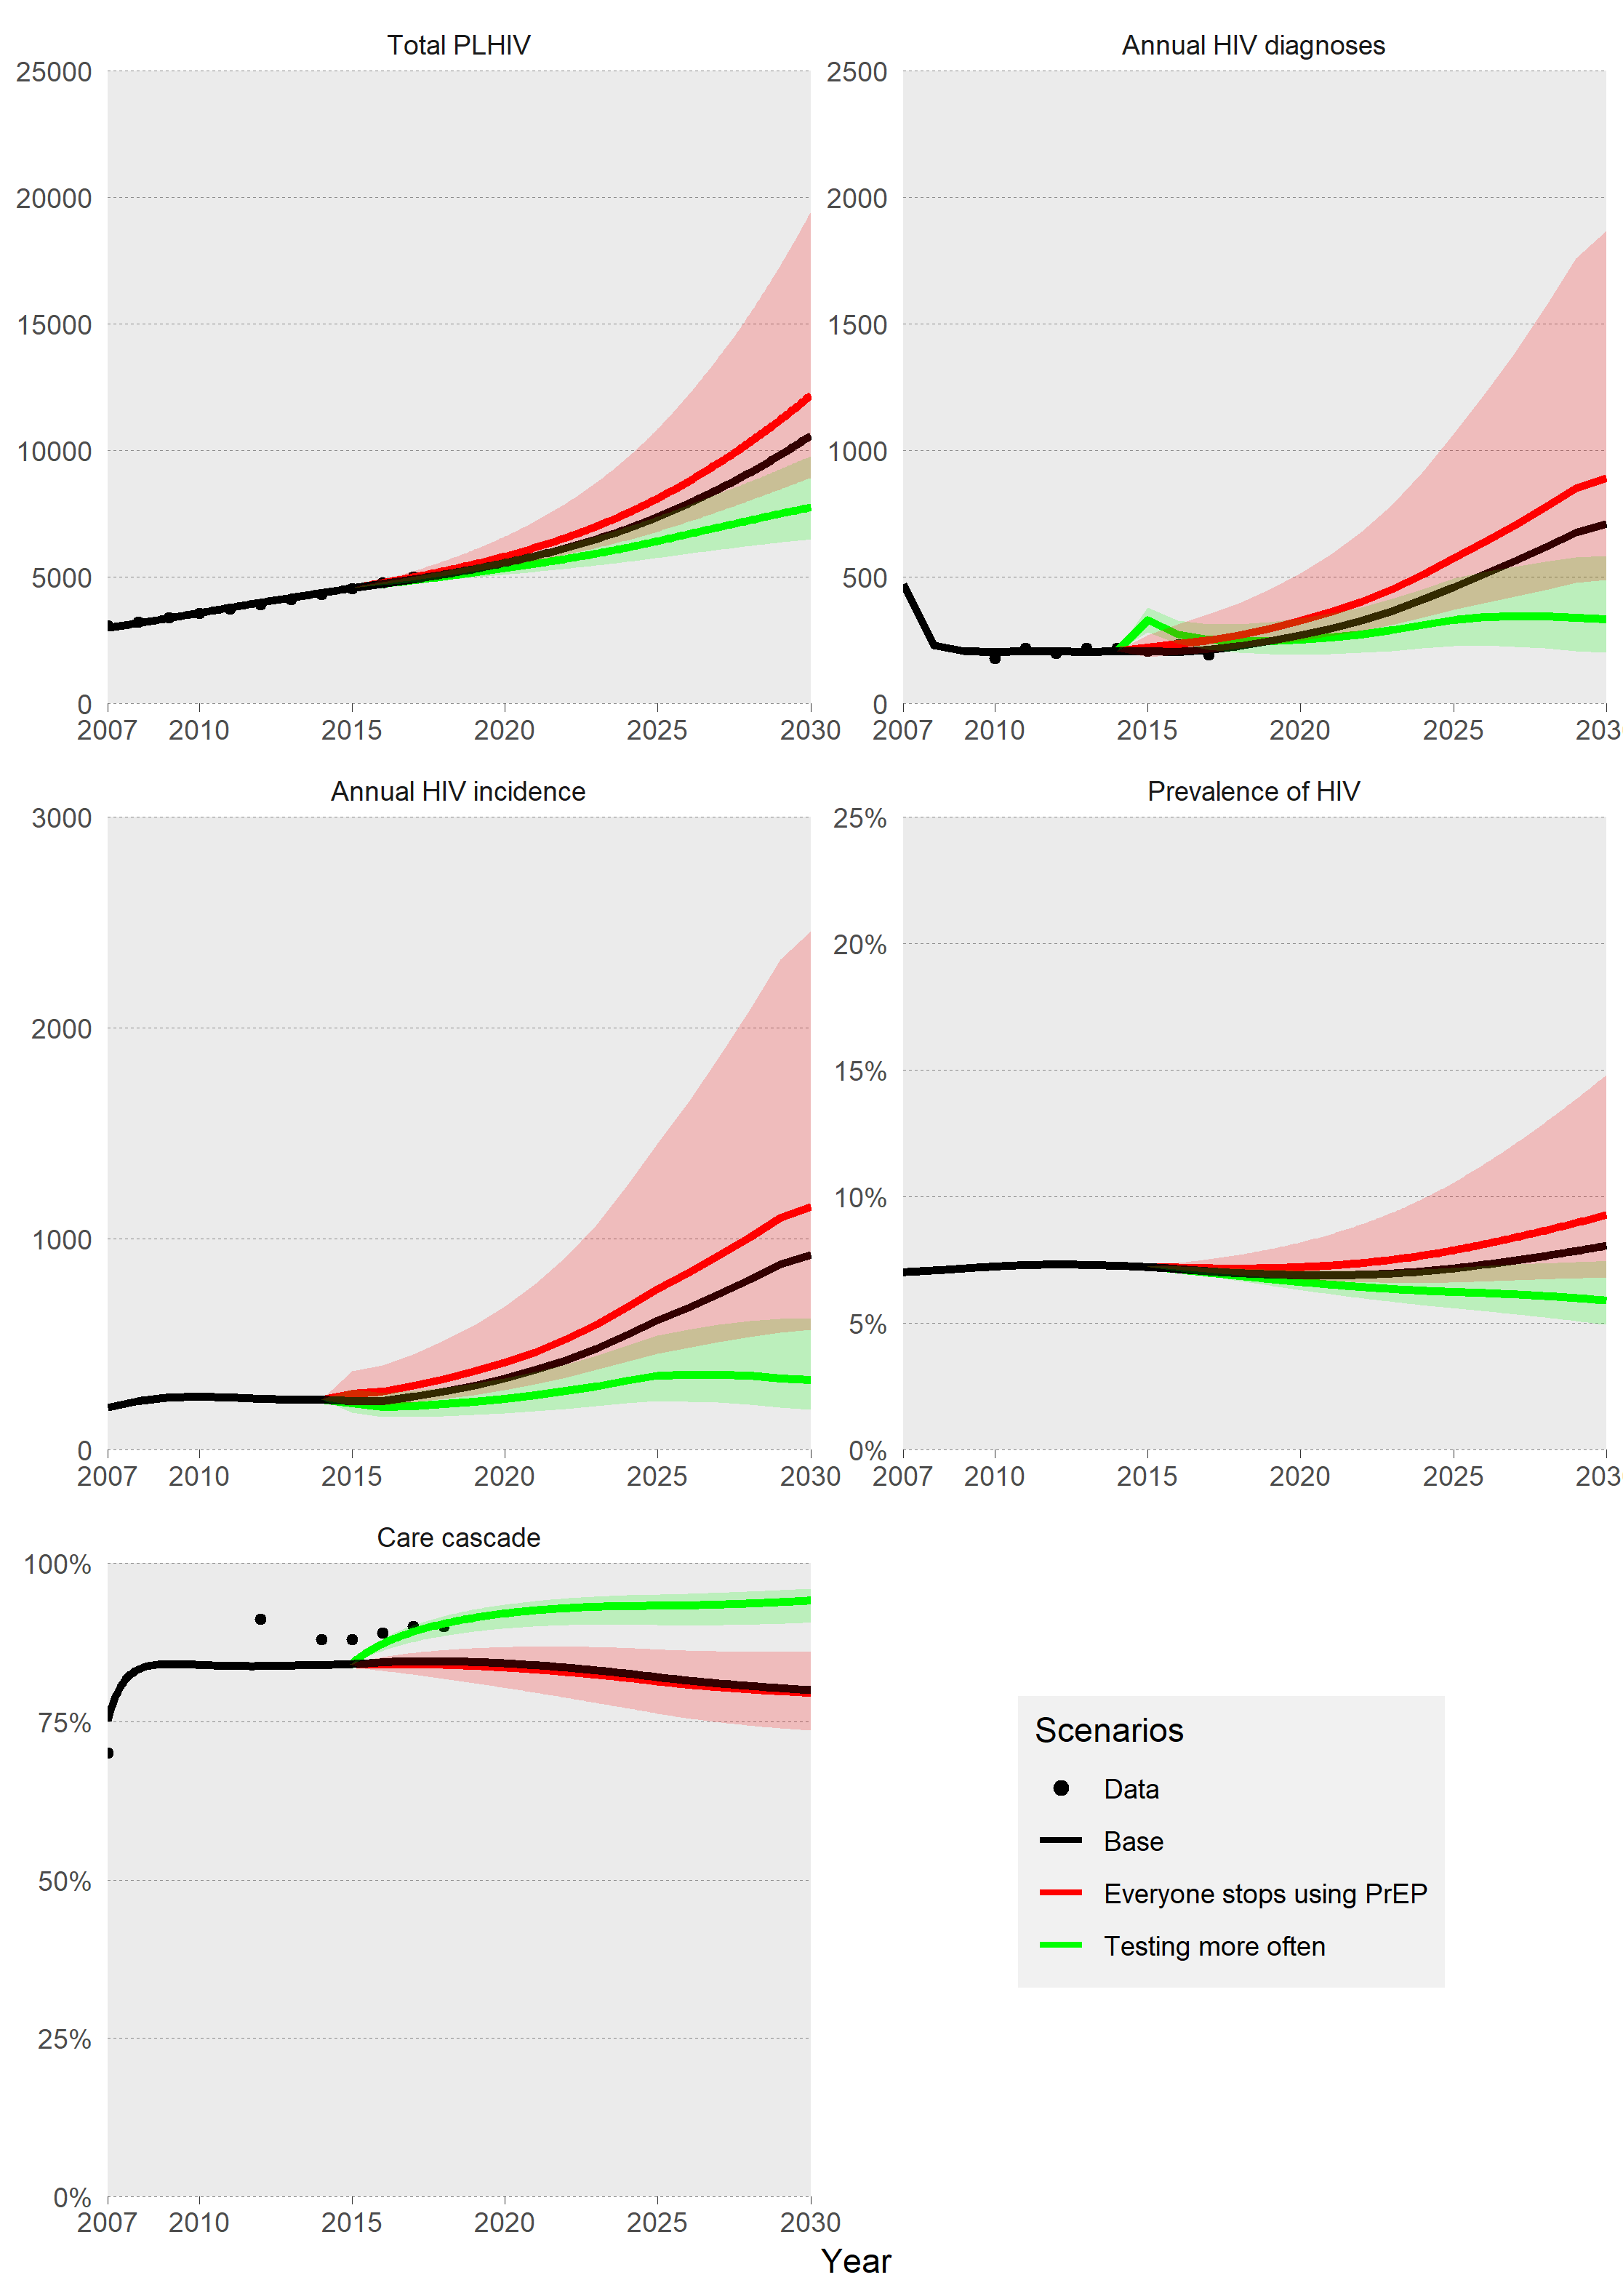 Total PLHIV
25000
20000
15000
10000
5000
0
2007 2010 2015 2020 2025 2030
Annual HIV diagnoses
2500
2000
1500
1000
500
0
2007 2010 2015 2020 2025 203
Annual HIV incidence
3000
2000
1000
0
2007 2010 2015 2020 2025 2030
Prevalence of HIV
25%
20%
15%
10%
5%
0%
2007 2010 2015 2020 2025 203
Care cascade
100%
75%
50%
25%
0%
2007 2010 2015 2020 2025 2030
Scenarios
Data
Base
Everyone stops using PrEP
Testing more often
Year